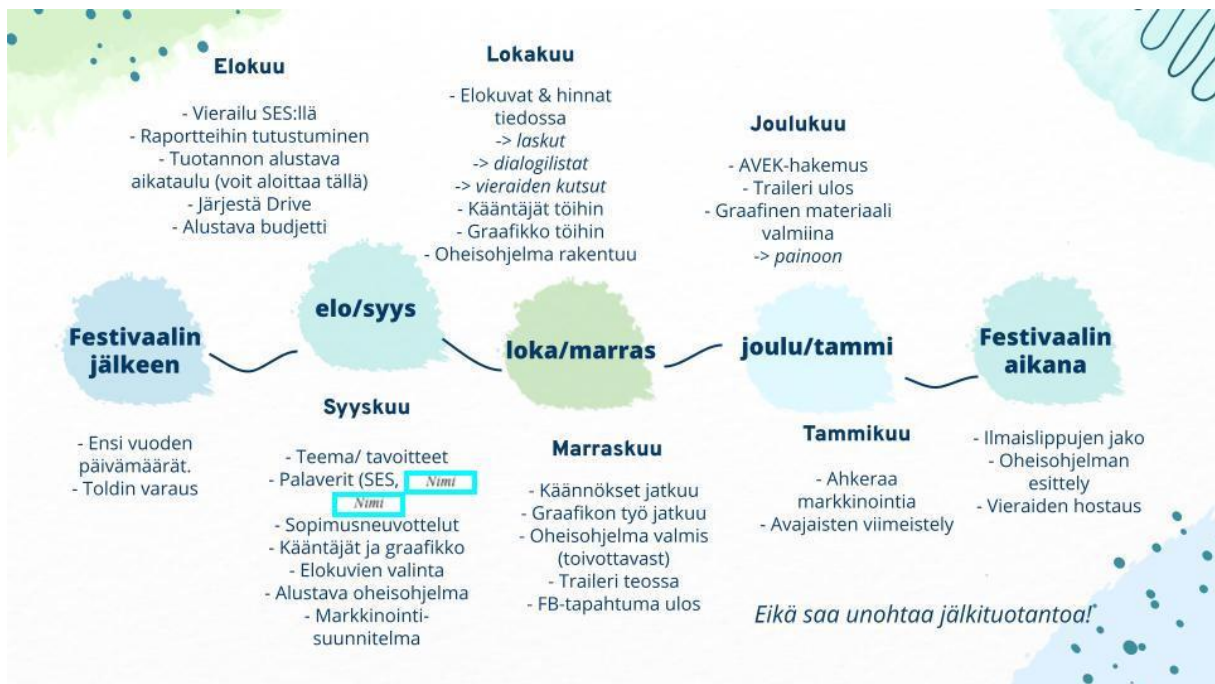 Elokuu
- Vierailu SES:llä
- Raportteihin tutustuminen
- Tuotannon alustava
aikataulu (voit aloittaa tällä)
- Järjestä Drive
- Alustava budjetti
Lokakuu
- Elokuvat & hinnat
tiedossa
-> laskut
-> dialogilistat
-> vieraiden kutsut
- Kääntäjät töihin
- Graafikko töihin
- Oheisohjelma rakentuu
Joulukuu
- AVEK-hakemus
- Traileri ulos
- Graafinen materiaali
valmiina
-> painoon
Festivaalin
jälkeen
elo/syys
loka/marras
joulu/tammi
Festivaalin
aikana
- Ensi vuoden
päivämäärät.
- Toldin varaus
Syyskuu
- Teema/ tavoitteet
- Palaverit (SES, Nimi
Nimi
- Sopimusneuvottelut
- Kääntäjät ja graafikko
- Elokuvien valinta
- Alustava oheisohjelma
- Markkinointi-
suunnitelma
Marraskuu
- Käännökset jatkuu
- Graafikon työ jatkuu
- Oheisohjelma valmis
(toivottavast)
- Traileri teossa
- FB-tapahtuma ulos
Tammikuu
- Ahkeraa
markkinointia
- Avajaisten viimeistely
- Ilmaislippujen jako
- Oheisohjelman
esittely
- Vieraiden hostaus
Eikä saa unohtaa jälkituotantoa!